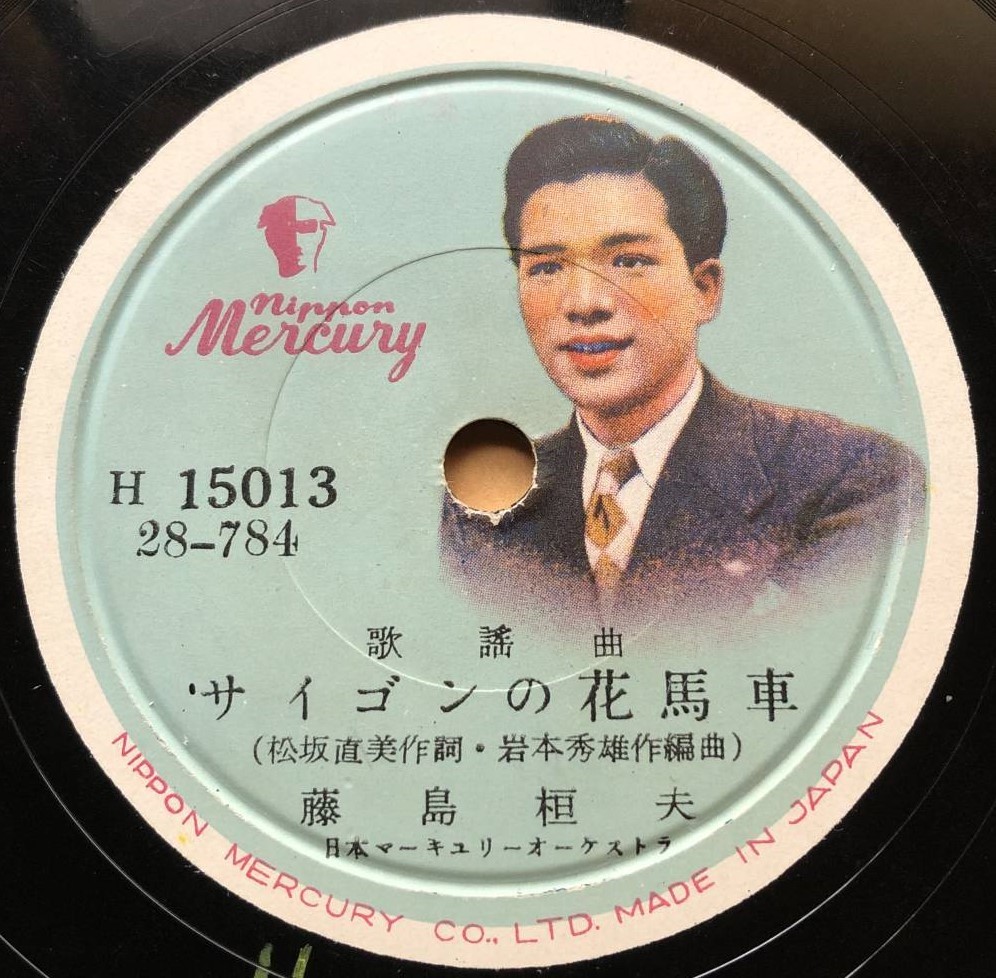 Nippon
Mercury
H 15013
28-784
歌謡曲
サイゴンの花馬車
(松坂直美作詞・岩本秀雄作編曲)
藤島桓夫
日本マーキュリーオーケストラ
NIPPON MERCURY CO., LTD. MADE IN JAPAN